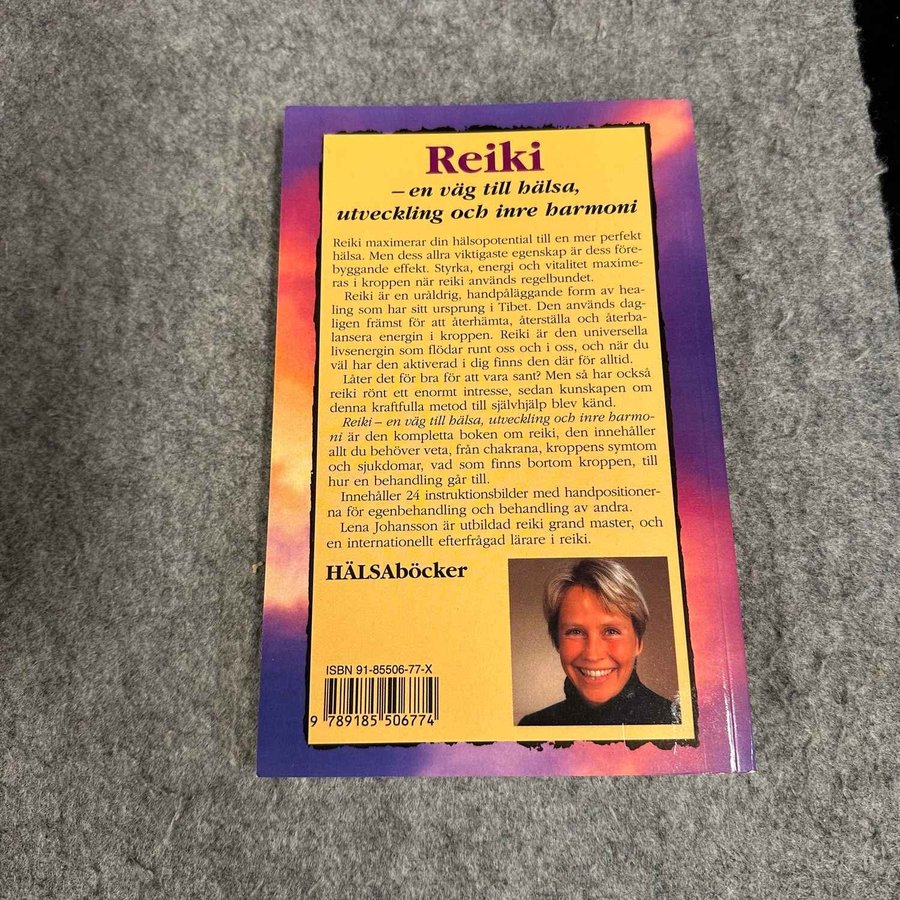 Reiki
– en väg till hälsa,
utveckling och inre harmoni
Reiki maximerar din hälsopotential till en mer perfekt
hälsa. Men dess allra viktigaste egenskap är dess före-
byggande effekt. Styrka, energi och vitalitet maxime-
ras i kroppen när reiki används regelbundet.
Reiki är en uråldrig, handpåläggande form av hea-
ling som har sitt ursprung i Tibet. Den används dag-
ligen främst för att återhämta, återställa och återba-
lansera energin i kroppen. Reiki är den universella
livsenergin som flödar runt oss och i oss, och när du
väl har den aktiverad i dig finns den där för alltid.
Låter det för bra för att vara sant? Men så har också
reiki rönt ett enormt intresse, sedan kunskapen om
denna kraftfulla metod till självhjälp blev känd.
Reiki – en väg till hälsa, utveckling och inre harmo-
ni är den kompletta boken om reiki, den innehåller
allt du behöver veta, från chakrana, kroppens symtom
och sjukdomar, vad som finns bortom kroppen, till
hur en behandling går till.
Innehåller 24 instruktionsbilder med handpositioner-
na för egenbehandling och behandling av andra.
Lena Johansson är utbildad reiki grand master, och
en internationellt efterfrågad lärare i reiki.
HÄLSAböcker
ISBN 91-85506-77-X
9 789185 506774